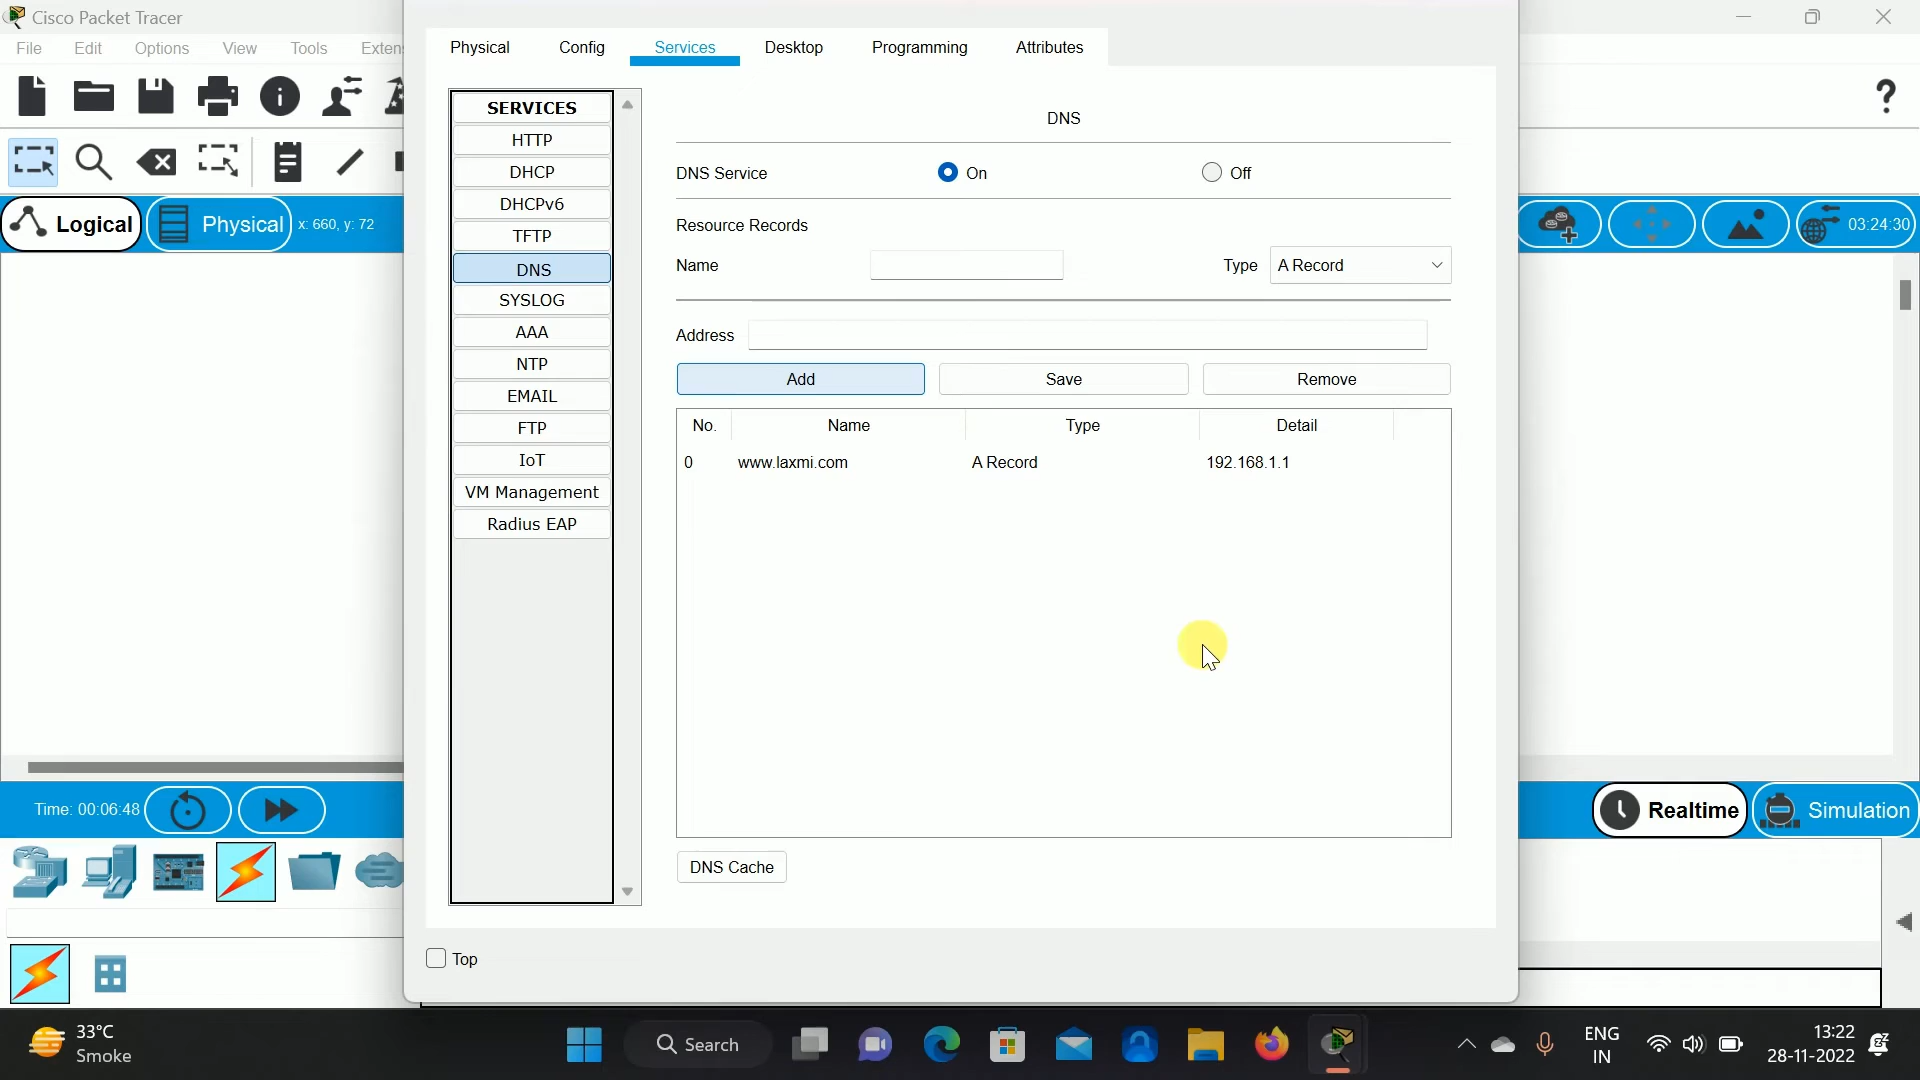 Cisco Packet Tracer
File Edit Options View Tools Exten
Physical Config Services Desktop Programming Attributes
Logical Physical x: 660, y: 72
03:24:30
SERVICES
HTTP
DHCP
DHCPv6
TFTP
DNS
SYSLOG
AAA
NTP
EMAIL
FTP
IoT
VM Management
Radius EAP
DNS
DNS Service On Off
Resource Records
Name Type A Record
Address
Add Save Remove
No. Name Type Detail
0 www.laxmi.com A Record 192.168.1.1
DNS Cache
Top
Time: 00:06:48
Realtime Simulation
33°C
Smoke
Search
ENG
IN
13:22
28-11-2022